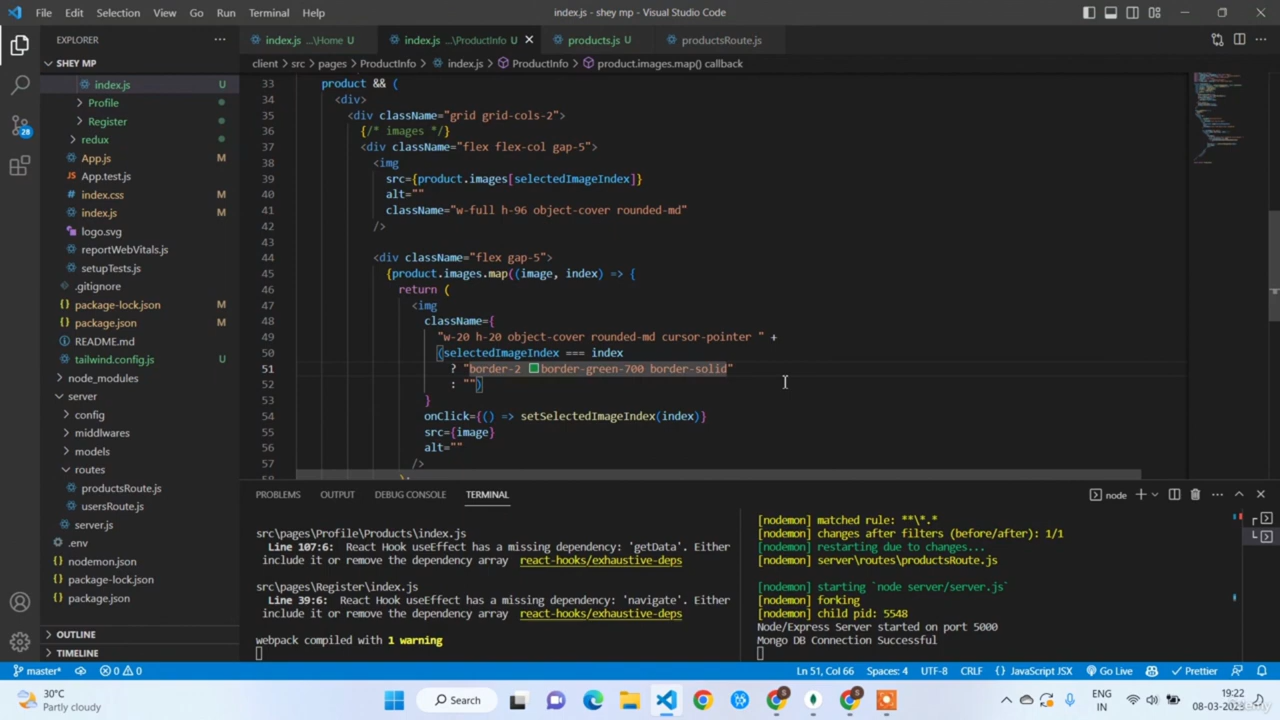 File Edit Selection View Go Run Terminal Help
index.js - shey mp - Visual Studio Code
EXPLORER
SHEY MP
index.js U
Profile
Register
redux
App.js M
App.test.js
index.css M
index.js M
logo.svg
reportWebVitals.js
setupTests.js
.gitignore
package-lock.json M
package.json M
README.md
tailwind.config.js U
node_modules
server
config
middlwares
models
routes
productsRoute.js
usersRoute.js
server.js
.env
nodemon.json
package-lock.json
package.json
OUTLINE
TIMELINE
index.js ...\Home U
index.js ...\ProductInfo U
products.js U
productsRoute.js
client > src > pages > ProductInfo > index.js > ProductInfo > product.images.map() callback
33 product && (
34 <div>
35 <div className="grid grid-cols-2">
36 {/* images */}
37 <div className="flex flex-col gap-5">
38 <img
39 src={product.images[selectedImageIndex]}
40 alt=""
41 className="w-full h-96 object-cover rounded-md"
42 />
43
44 <div className="flex gap-5">
45 {product.images.map((image, index) => {
46 return (
47 <img
48 className={
49 "w-20 h-20 object-cover rounded-md cursor-pointer " +
50 (selectedImageIndex === index
51 ? "border-2 border-green-700 border-solid"
52 : "")
53 }
54 onClick={() => setSelectedImageIndex(index)}
55 src={image}
56 alt=""
57 />
PROBLEMS OUTPUT DEBUG CONSOLE TERMINAL
node
src\pages\Profile\Products\index.js
Line 107:6: React Hook useEffect has a missing dependency: 'getData'. Either
include it or remove the dependency array react-hooks/exhaustive-deps
src\pages\Register\index.js
Line 39:6: React Hook useEffect has a missing dependency: 'navigate'. Either
include it or remove the dependency array react-hooks/exhaustive-deps
webpack compiled with 1 warning
[nodemon] matched rule: **\*.*
[nodemon] changes after filters (before/after): 1/1
[nodemon] restarting due to changes...
[nodemon] server\routes\productsRoute.js
[nodemon] starting `node server/server.js`
[nodemon] forking
[nodemon] child pid: 5548
Node/Express Server started on port 5000
Mongo DB Connection Successful
master* 0 0
Ln 51, Col 66 Spaces: 4 UTF-8 CRLF {} JavaScript JSX Go Live Prettier
28
30°C
Partly cloudy
Search
ENG
IN
19:22